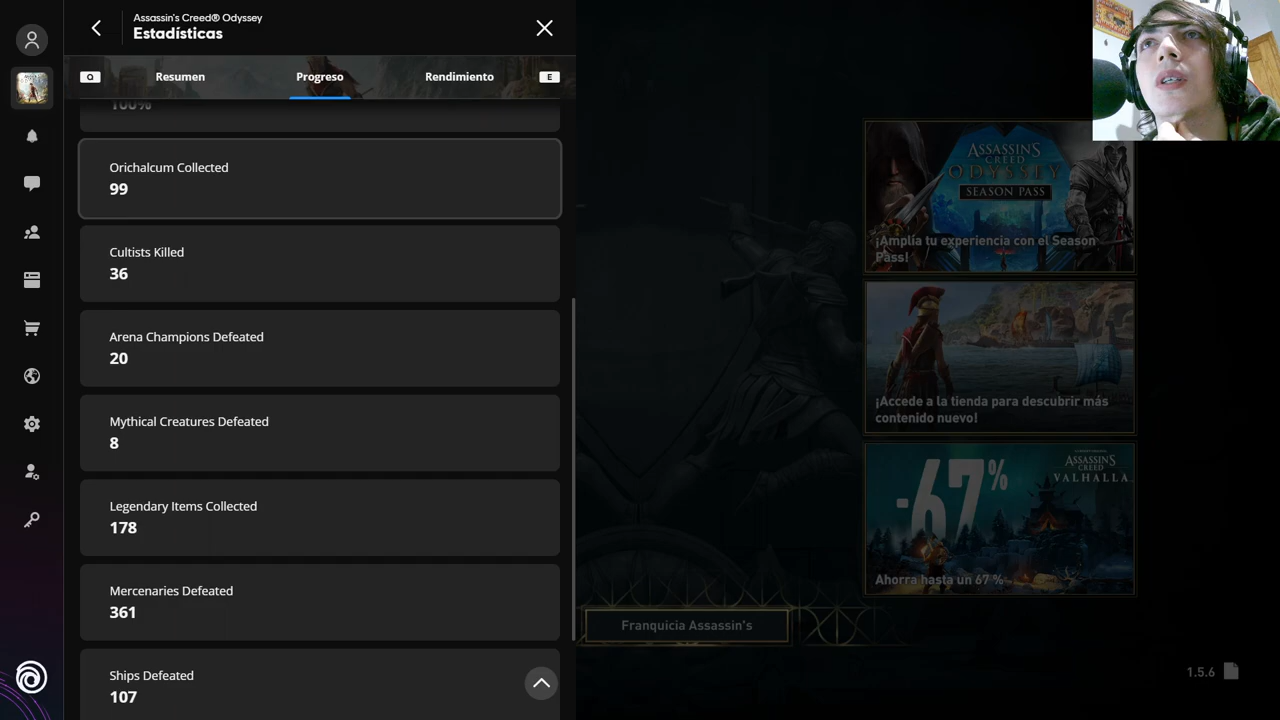 Assassin's Creed® Odyssey
Estadísticas
Q
Resumen
Progreso
Rendimiento
E
100%
Orichalcum Collected
99
Cultists Killed
36
Arena Champions Defeated
20
Mythical Creatures Defeated
8
Legendary Items Collected
178
Mercenaries Defeated
361
Ships Defeated
107
ASSASSIN'S
CREED
ODYSSEY
SEASON PASS
¡Amplía tu experiencia con el Season
Pass!
¡Accede a la tienda para descubrir más
contenido nuevo!
ASSASSIN'S
CREED
VALHALLA
-67%
Ahorra hasta un 67 %
Franquicia Assassin's
1.5.6